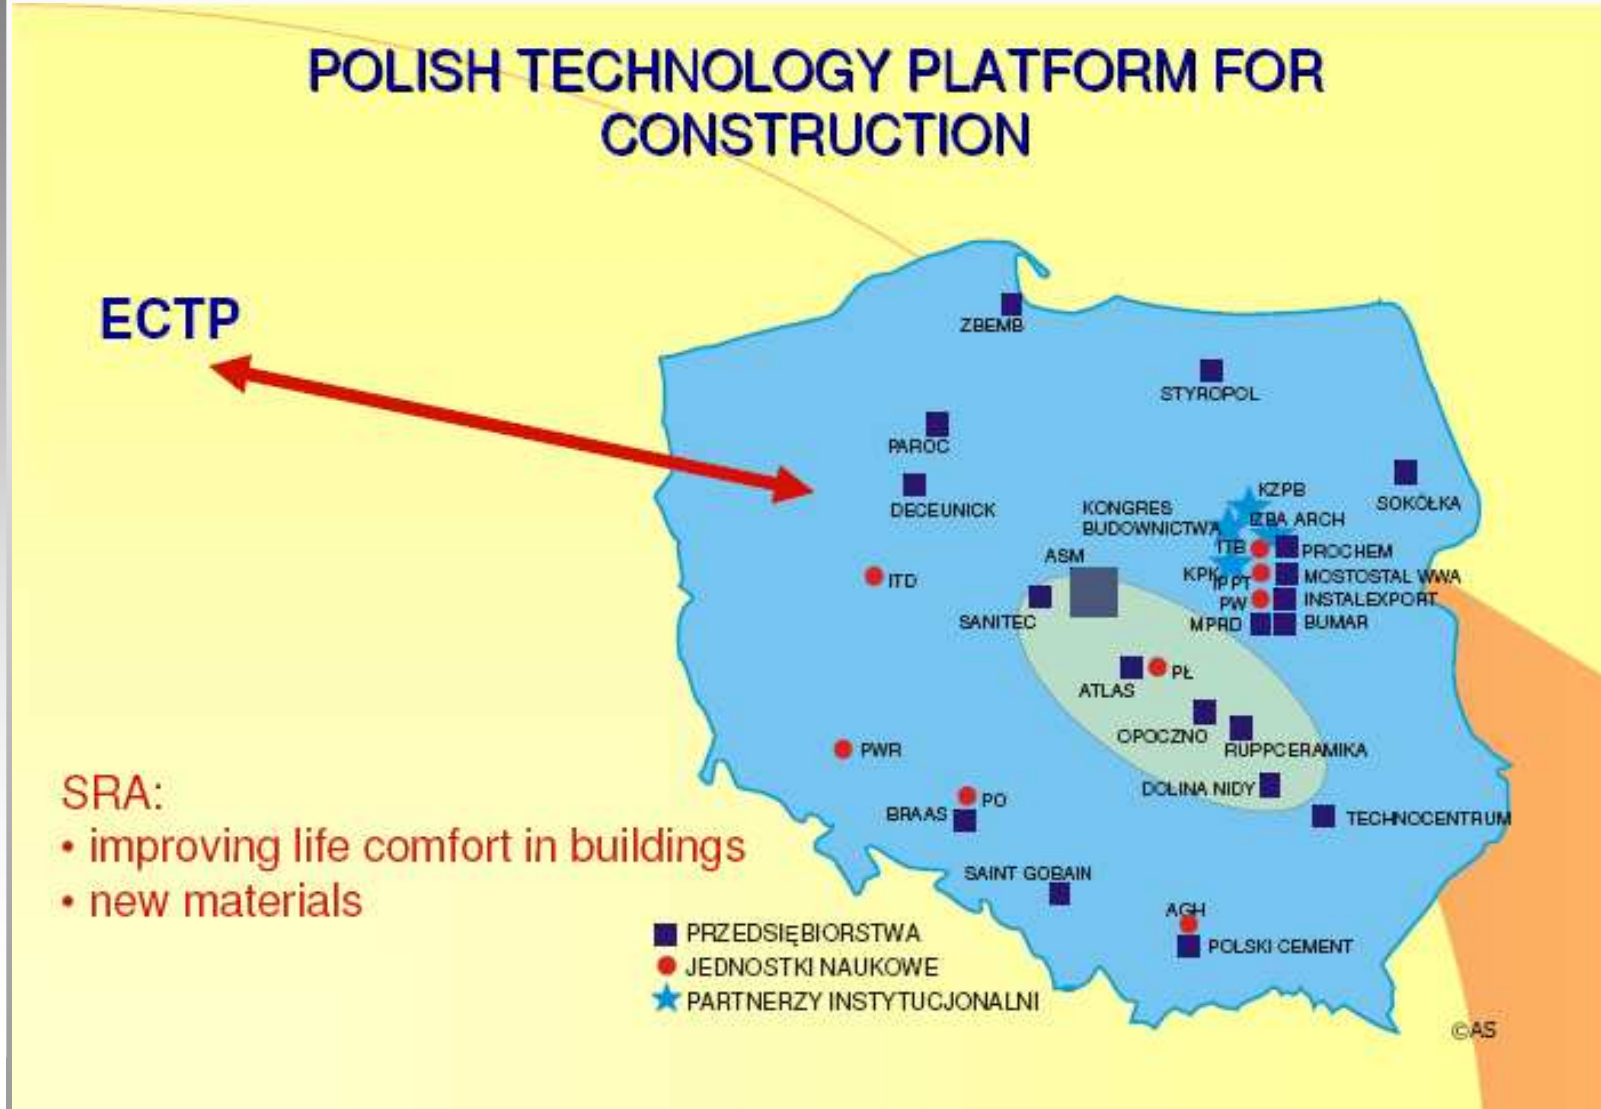 POLISH TECHNOLOGY PLATFORM FOR
CONSTRUCTION
ECTP
ZBEMB
STYROPOL
PAROC
DECEUNICK
SOKÓŁKA
KZPB
KONGRES
BUDOWNICTWA
IZBA ARCH
ITB
PROCHEM
ASM
KPK
IPPT
MOSTOSTAL WWA
ITD
PW
INSTALEXPORT
SANITEC
MPRD
BUMAR
PŁ
ATLAS
OPOCZNO
RUPPCERAMIKA
PWR
DOLINA NIDY
PO
BRAAS
TECHNOCENTRUM
SRA:
• improving life comfort in buildings
• new materials
SAINT GOBAIN
AGH
POLSKI CEMENT
PRZEDSIĘBIORSTWA
JEDNOSTKI NAUKOWE
PARTNERZY INSTYTUCJONALNI
©AS